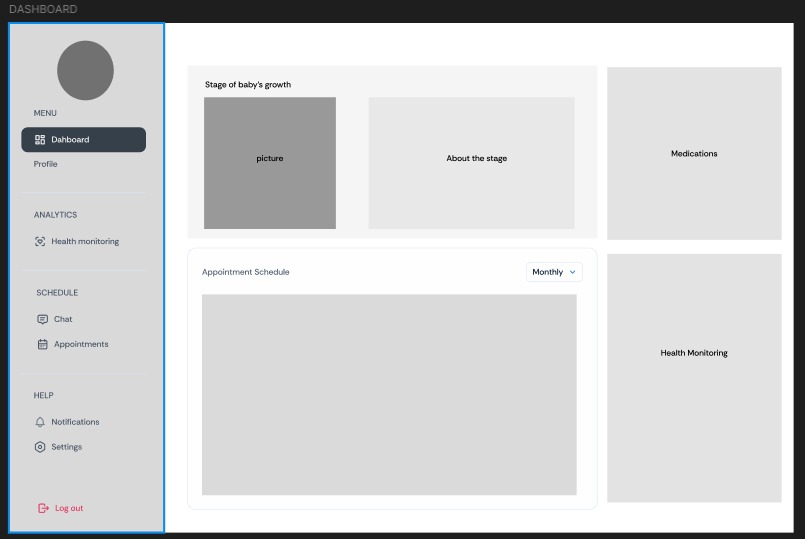 DASHBOARD
MENU
Dahboard
Profile
ANALYTICS
Health monitoring
SCHEDULE
Chat
Appointments
HELP
Notifications
Settings
Log out
Stage of baby's growth
picture
About the stage
Medications
Appointment Schedule
Monthly
Health Monitoring